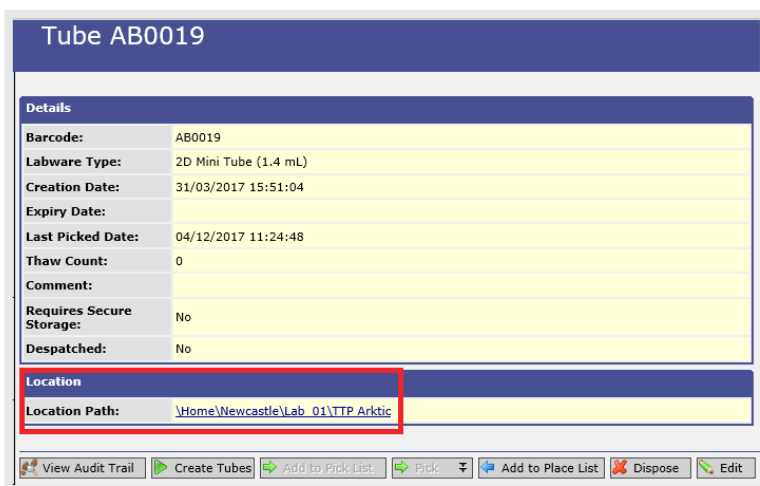 Tube AB0019
Details
Barcode: AB0019
Labware Type: 2D Mini Tube (1.4 mL)
Creation Date: 31/03/2017 15:51:04
Expiry Date:
Last Picked Date: 04/12/2017 11:24:48
Thaw Count: 0
Comment:
Requires Secure
Storage: No
Despatched: No
Location
Location Path: \Home\Newcastle\Lab_01\TTP Arktic
View Audit Trail Create Tubes Add to Pick List Pick Add to Place List Dispose Edit